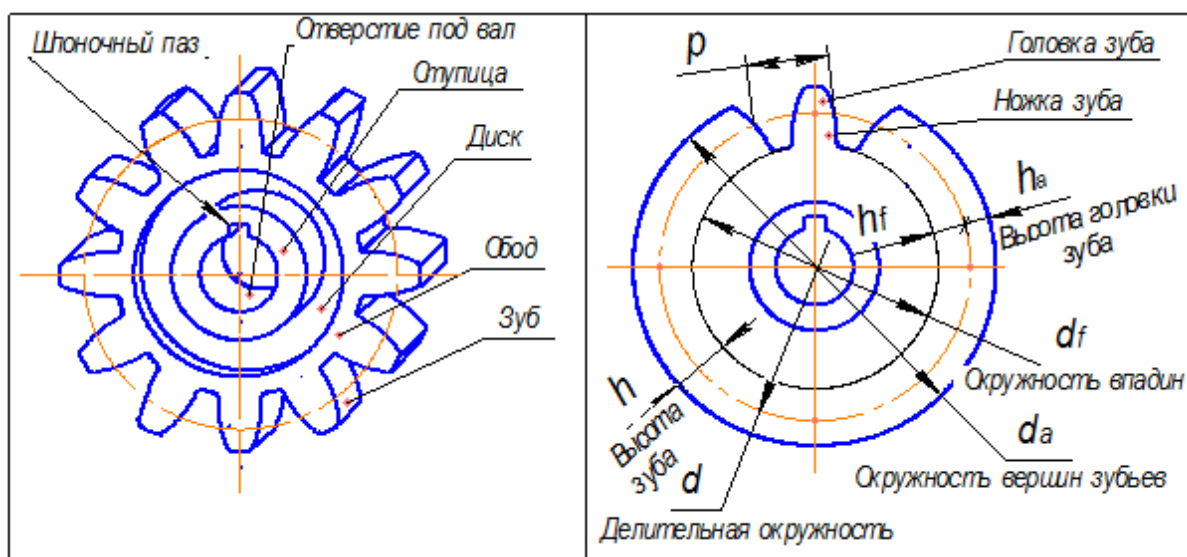 Шпоночный паз
Отверстие под вал
Отупица
Диск
Обод
Зуб
p
Головка зуба
Ножка зуба
ha
Высота головки
зуба
hf
df
Окружность впадин
da
Окружность вершин зубьев
h
Высота
зуба
d
Делительная окружность